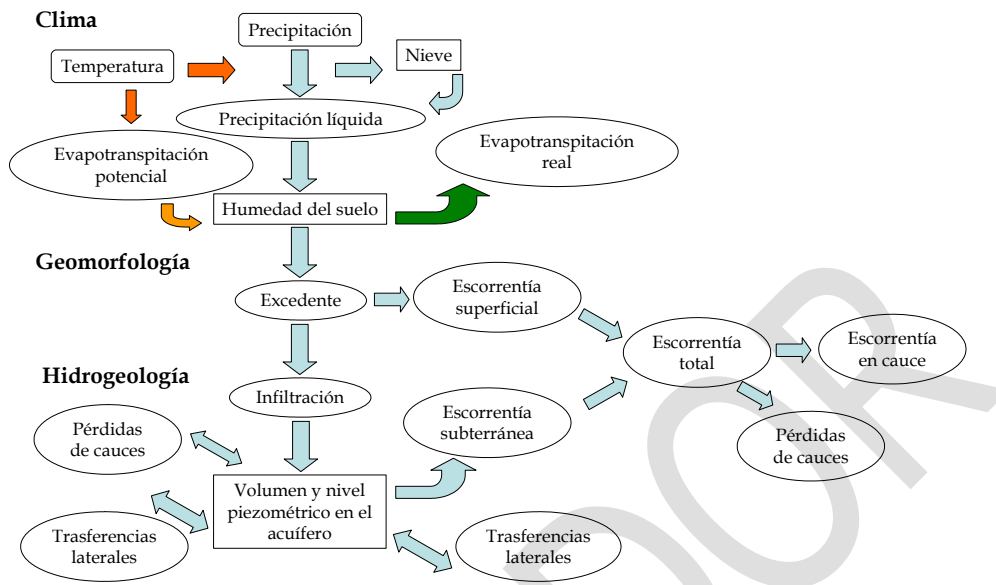 Clima
Precipitación
Nieve
Temperatura
Precipitación líquida
Evapotranspitación
potencial
Evapotranspitación
real
Humedad del suelo
Geomorfología
Excedente
Escorrentía
superficial
Escorrentía
total
Escorrentía
en cauce
Hidrogeología
Infiltración
Escorrentía
subterránea
Pérdidas
de cauces
Pérdidas
de cauces
Volumen y nivel
piezométrico en el
acuífero
Trasferencias
laterales
Trasferencias
laterales
DOR